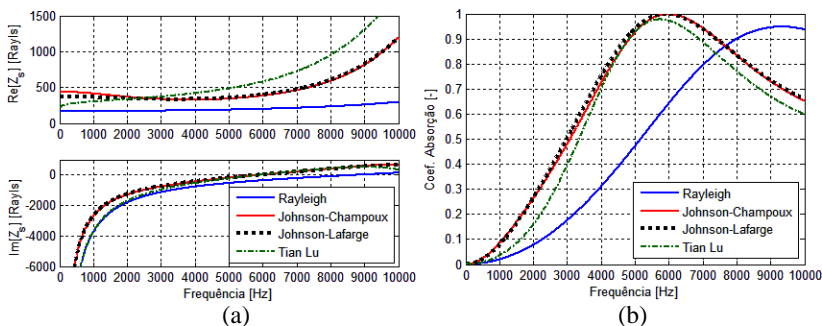 Re[Zs] [Rayls]
1500
1000
500
0
0 1000 2000 3000 4000 5000 6000 7000 8000 9000 10000
Im[Zs] [Rayls]
0
-2000
-4000
-6000
Rayleigh
Johnson-Champoux
Johnson-Lafarge
Tian Lu
0 1000 2000 3000 4000 5000 6000 7000 8000 9000 10000
Frequência [Hz]
(a)
Coef. Absorção [-]
1
0.9
0.8
0.7
0.6
0.5
0.4
0.3
0.2
0.1
0
Rayleigh
Johnson-Champoux
Johnson-Lafarge
Tian Lu
0 1000 2000 3000 4000 5000 6000 7000 8000 9000 10000
Frequência [Hz]
(b)